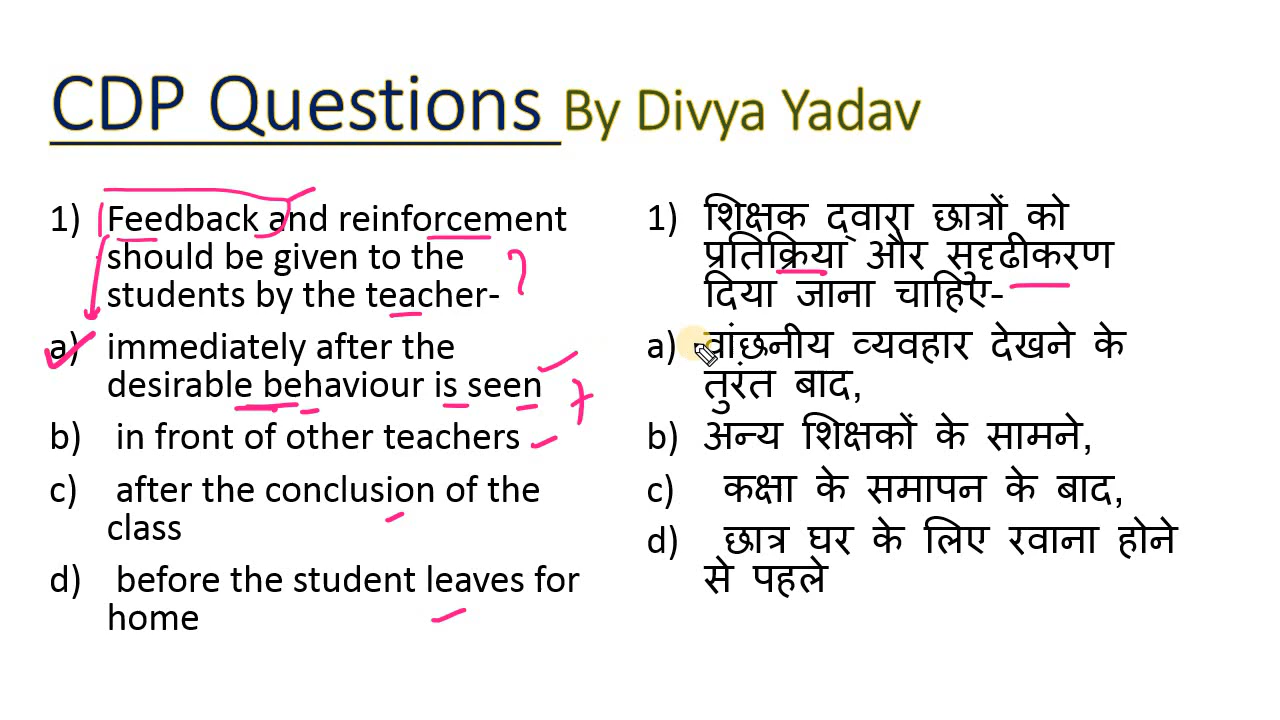 CDP Questions By Divya Yadav
1) Feedback and reinforcement
should be given to the
students by the teacher-
a) immediately after the
desirable behaviour is seen
b) in front of other teachers
c) after the conclusion of the
class
d) before the student leaves for
home
1) शिक्षक द्वारा छात्रों को
प्रतिक्रिया और सुदृढीकरण
दिया जाना चाहिए-
a) वांछनीय व्यवहार देखने के
तुरंत बाद,
b) अन्य शिक्षकों के सामने,
c) कक्षा के समापन के बाद,
d) छात्र घर के लिए रवाना होने
से पहले